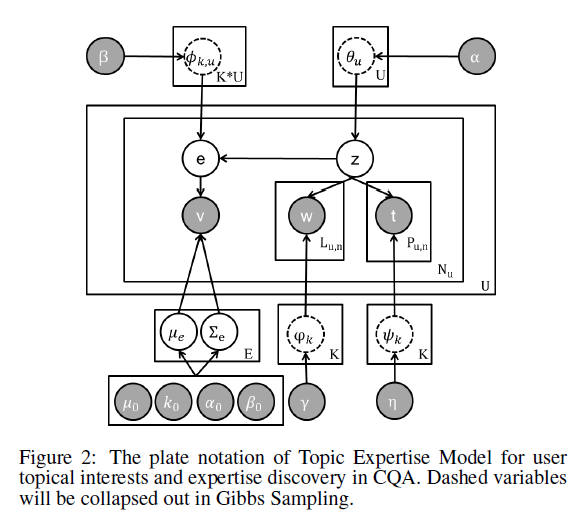 β
ϕk,u
K*U
θu
U
α
e
z
v
w
Lu,n
t
Pu,n
Nu
U
μe
Σe
E
φk
K
ψk
K
μ0
k0
α0
β0
γ
η
Figure 2: The plate notation of Topic Expertise Model for user
topical interests and expertise discovery in CQA. Dashed variables
will be collapsed out in Gibbs Sampling.